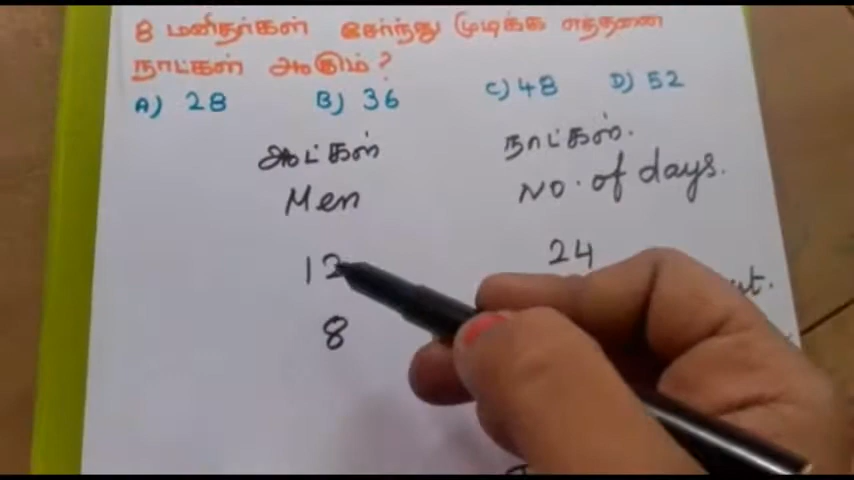 8 மனிதர்கள் சேர்ந்து முடிக்க எத்தனை
நாட்கள் ஆகும்?
A) 28 B) 36 C) 48 D) 52
ஆட்கள் நாட்கள்.
Men No. of days.
12 24
8